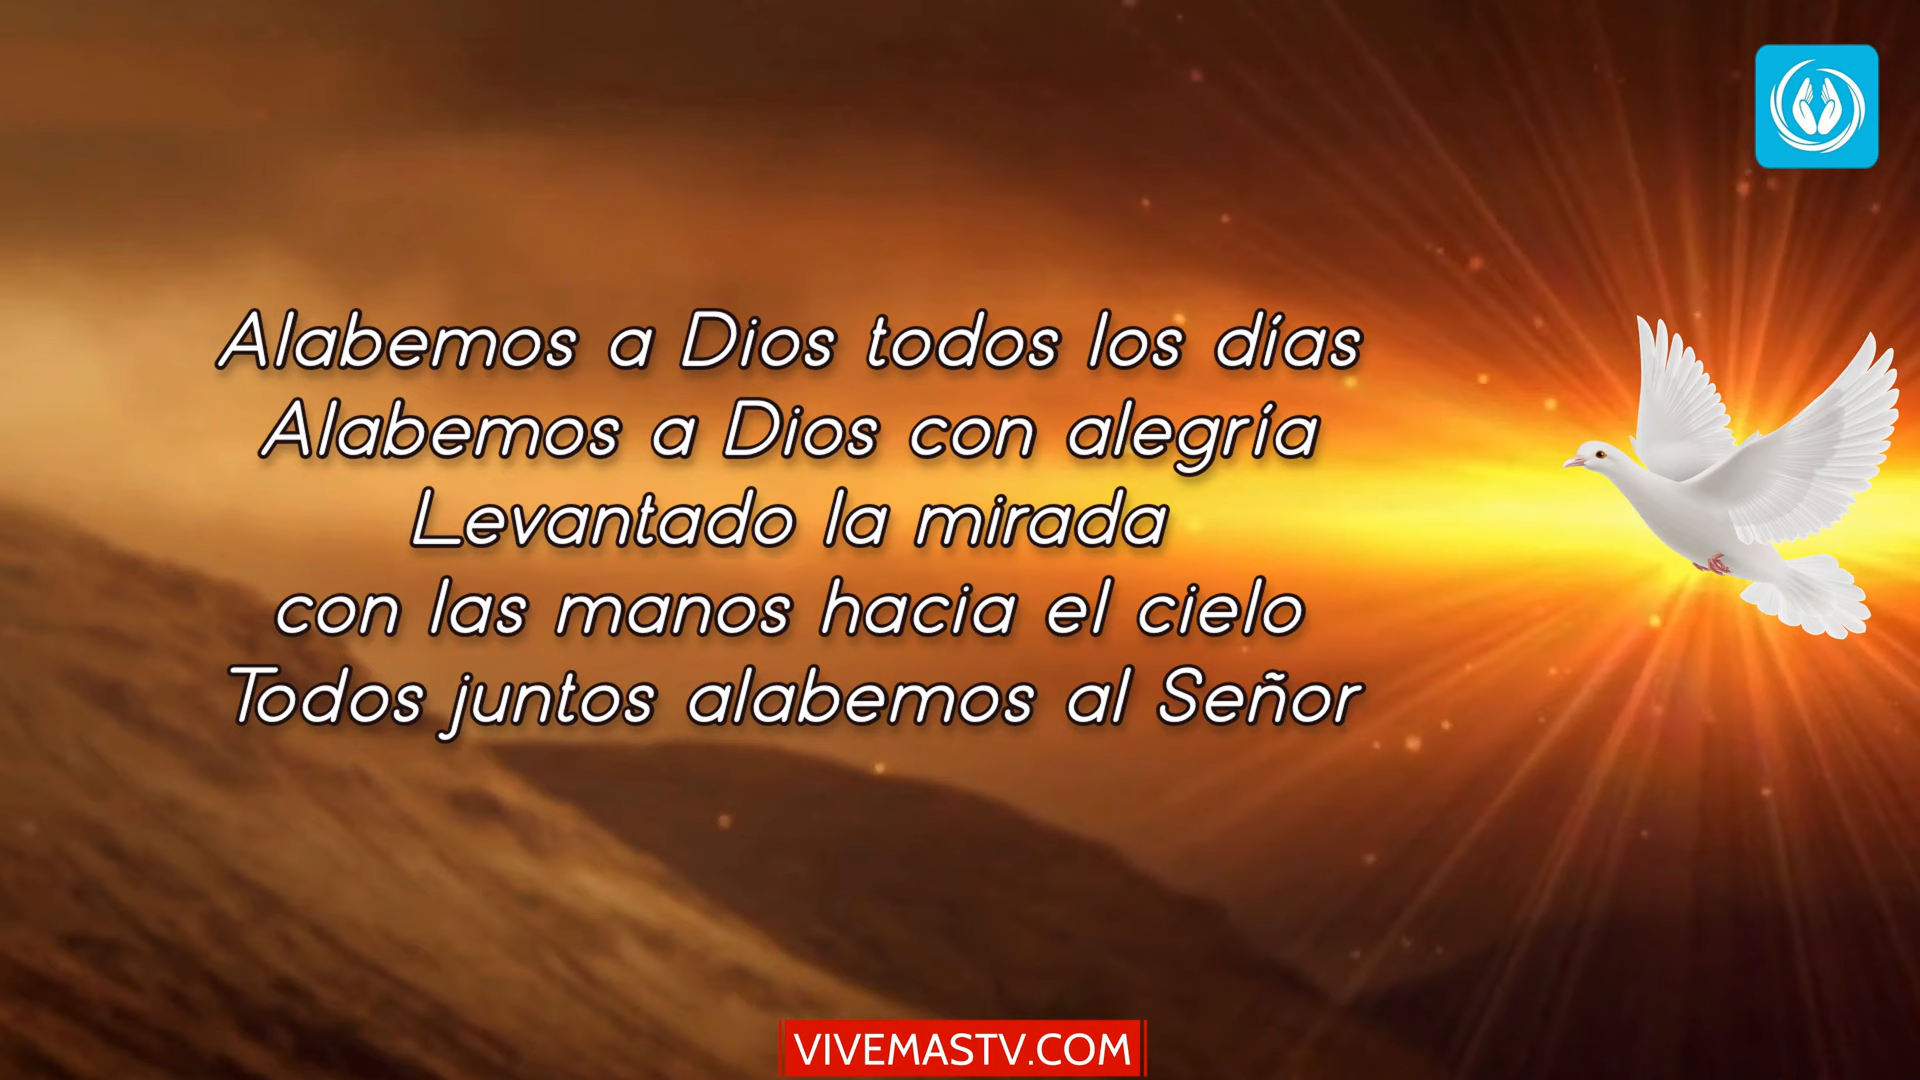 Alabemos a Dios todos los días
Alabemos a Dios con alegría
Levantado la mirada
con las manos hacia el cielo
Todos juntos alabemos al Señor
VIVEMASTV.COM